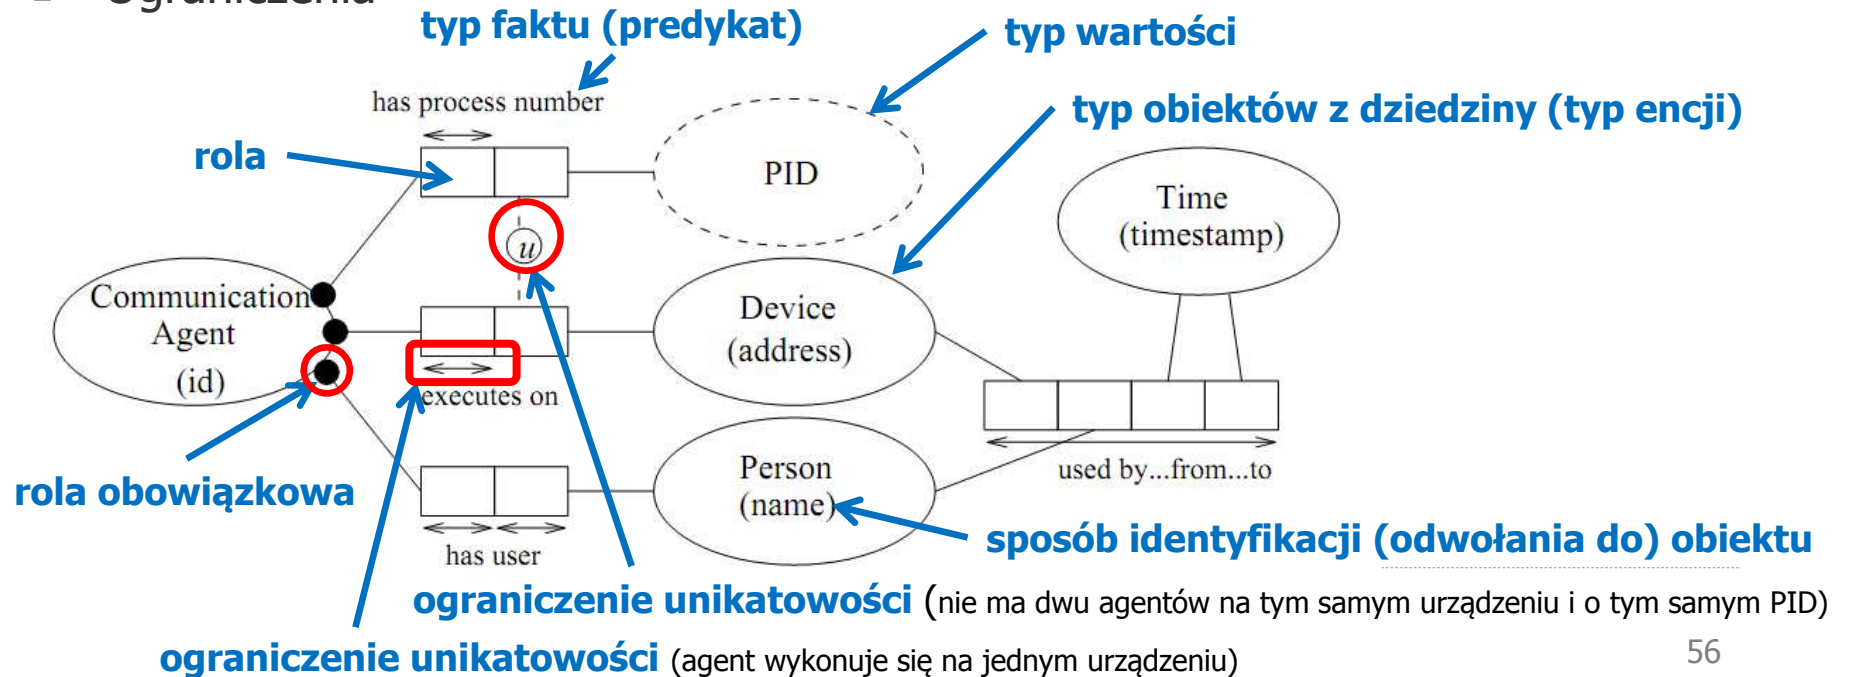 Ograniczenia
typ faktu (predykat)
typ wartości
has process number
typ obiektów z dziedziny (typ encji)
rola
PID
Time
(timestamp)
u
Communication
Agent
(id)
Device
(address)
executes on
Person
(name)
used by...from...to
rola obowiązkowa
has user
sposób identyfikacji (odwołania do) obiektu
ograniczenie unikatowości (nie ma dwu agentów na tym samym urządzeniu i o tym samym PID)
ograniczenie unikatowości (agent wykonuje się na jednym urządzeniu)
56